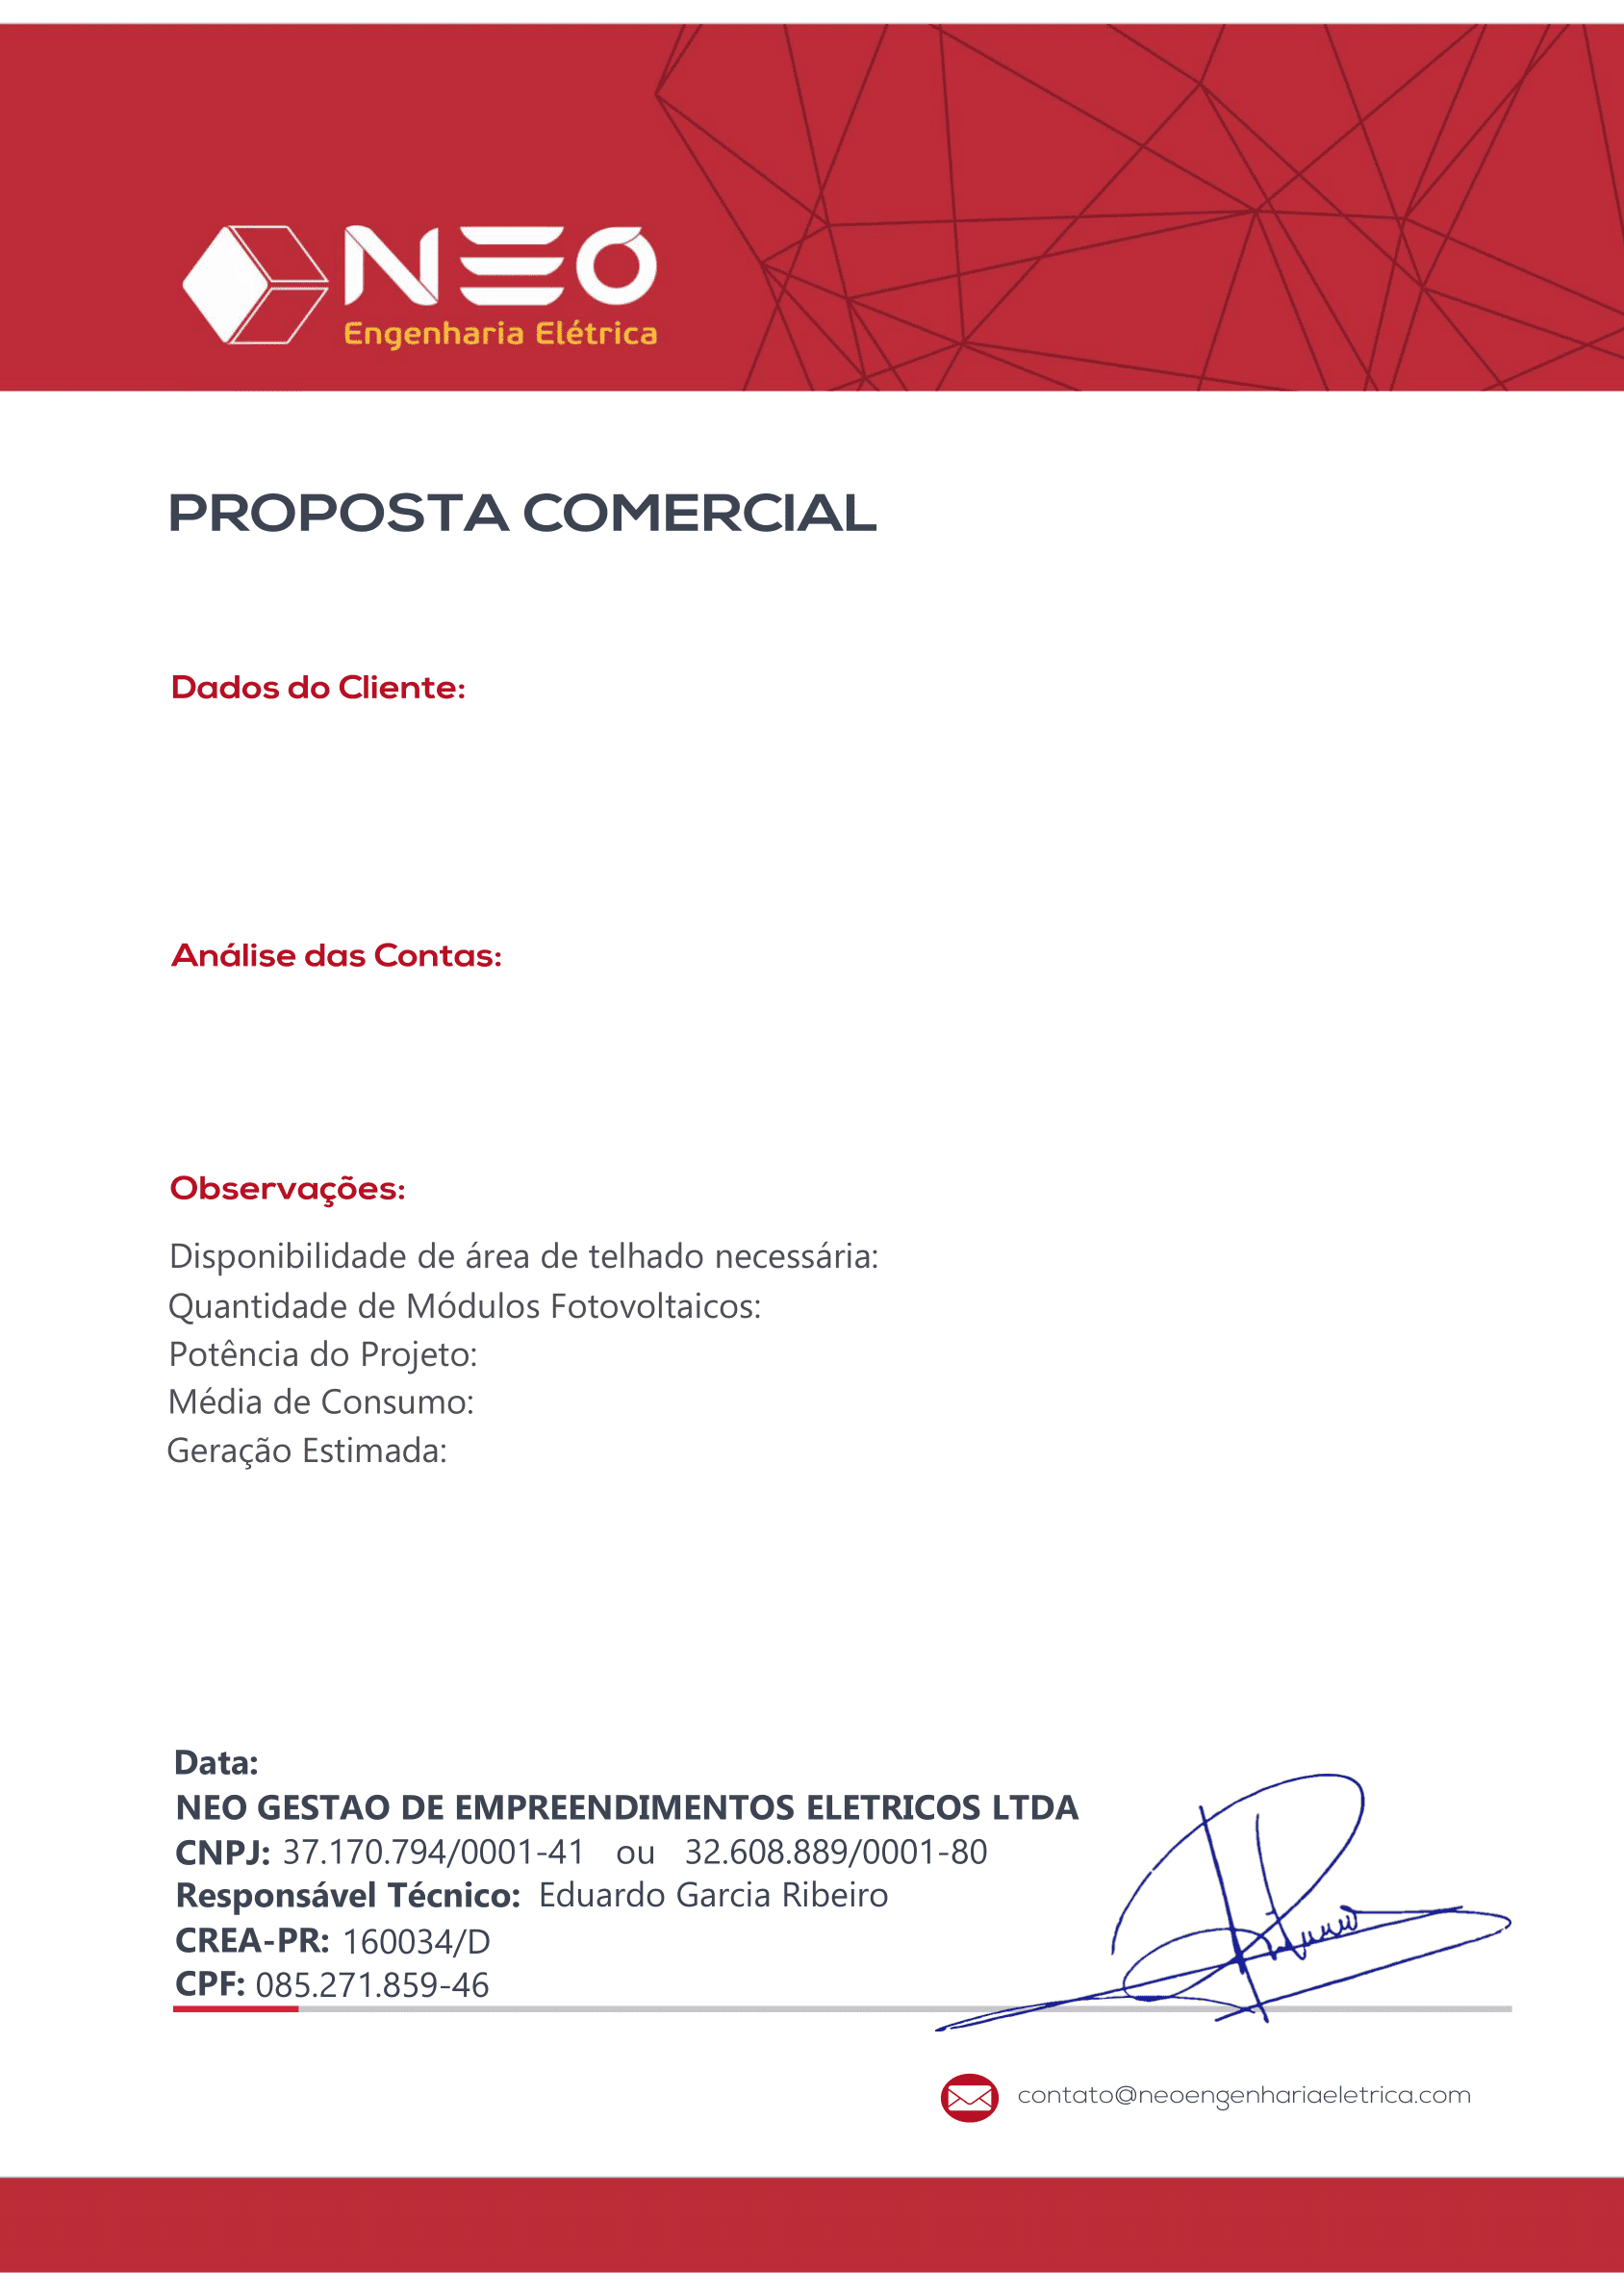 NEO
Engenharia Elétrica
PROPOSTA COMERCIAL
Dados do Cliente:
Análise das Contas:
Observações:
Disponibilidade de área de telhado necessária:
Quantidade de Módulos Fotovoltaicos:
Potência do Projeto:
Média de Consumo:
Geração Estimada:
Data:
NEO GESTAO DE EMPREENDIMENTOS ELETRICOS LTDA
CNPJ: 37.170.794/0001-41 ou 32.608.889/0001-80
Responsável Técnico: Eduardo Garcia Ribeiro
CREA-PR: 160034/D
CPF: 085.271.859-46
contato@neoengenhariaeletrica.com